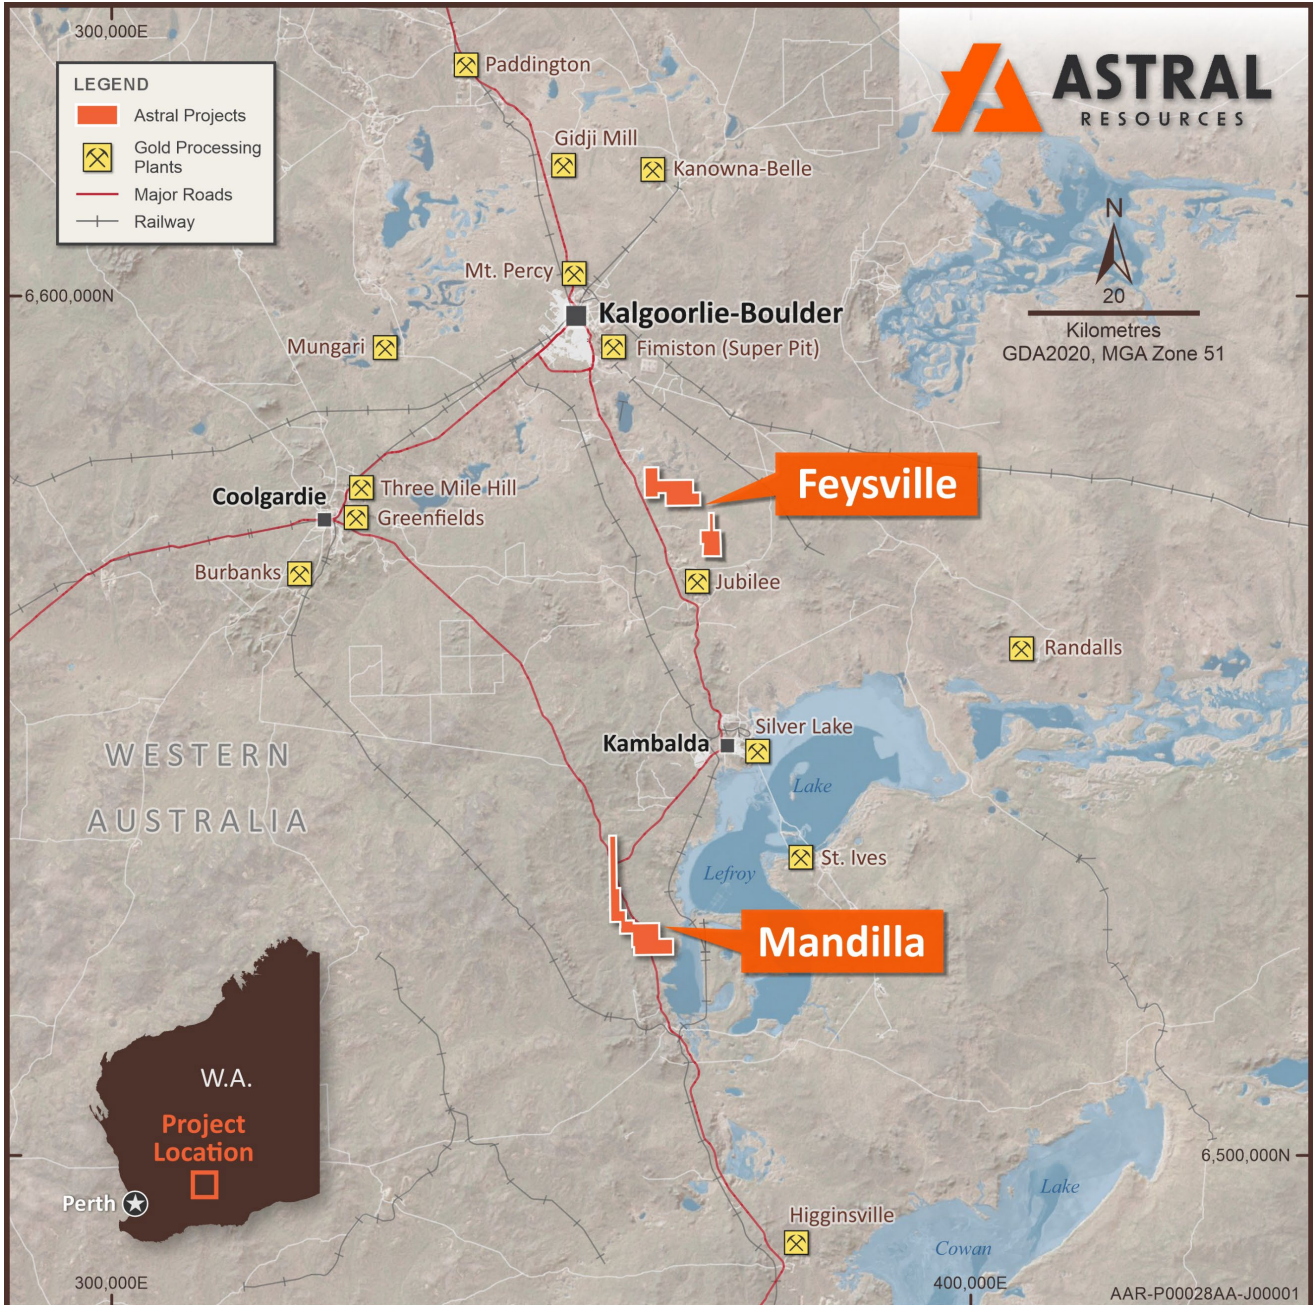 300,000E
ASTRAL
RESOURCES
LEGEND
Astral Projects
Gold Processing
Plants
Major Roads
Railway
Paddington
Gidji Mill
Kanowna-Belle
N
20
Kilometres
GDA2020, MGA Zone 51
Mt. Percy
6,600,000N
Kalgoorlie-Boulder
Mungari
Fimiston (Super Pit)
Feysville
Coolgardie
Three Mile Hill
Greenfields
Burbanks
Jubilee
Randalls
Silver Lake
Kambalda
WESTERN
AUSTRALIA
Lake
Lefroy
St. Ives
Mandilla
W.A.
Project
Location
Perth
6,500,000N
Lake
Cowan
Higginsville
300,000E
400,000E
AAR-P00028AA-J00001